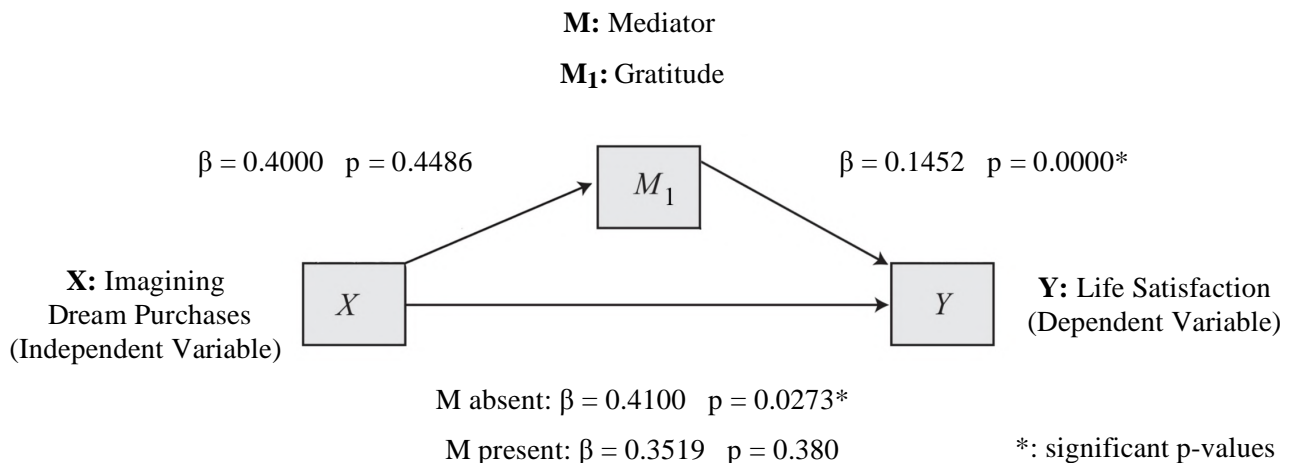 M: Mediator
M1: Gratitude
β = 0.4000 p = 0.4486
β = 0.1452 p = 0.0000*
M1
X: Imagining
Dream Purchases
(Independent Variable)
X
Y
Y: Life Satisfaction
(Dependent Variable)
M absent: β = 0.4100 p = 0.0273*
M present: β = 0.3519 p = 0.380
*: significant p-values